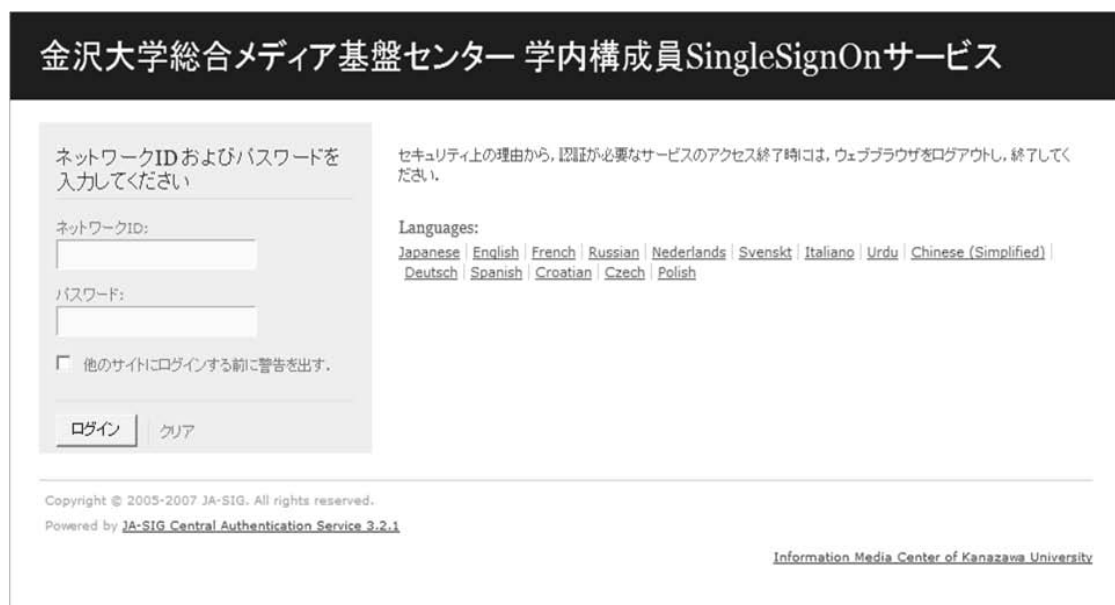 金沢大学総合メディア基盤センター 学内構成員SingleSignOnサービス
ネットワークIDおよびパスワードを
入力してください
ネットワークID:
パスワード:
他のサイトにログインする前に警告を出す.
ログイン
クリア
セキュリティ上の理由から, 認証が必要なサービスのアクセス終了時には, ウェブブラウザをログアウトし, 終了してく
ださい.
Languages:
Japanese | English | French | Russian | Nederlands | Svenskt | Italiano | Urdu | Chinese (Simplified) |
Deutsch | Spanish | Croatian | Czech | Polish
Copyright © 2005-2007 JA-SIG. All rights reserved.
Powered by JA-SIG Central Authentication Service 3.2.1
Information Media Center of Kanazawa University